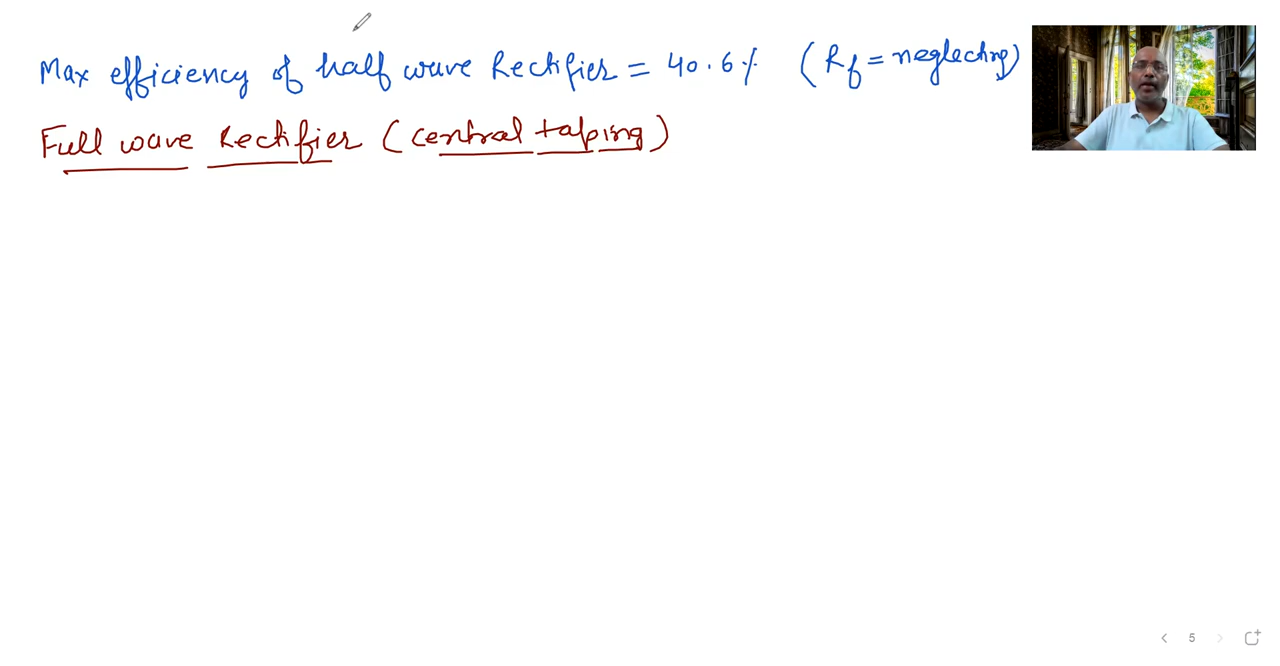 Max efficiency of half wave Rectifier = 40.6% (Rf = neglecting)
Full wave Rectifier (central taping)
5